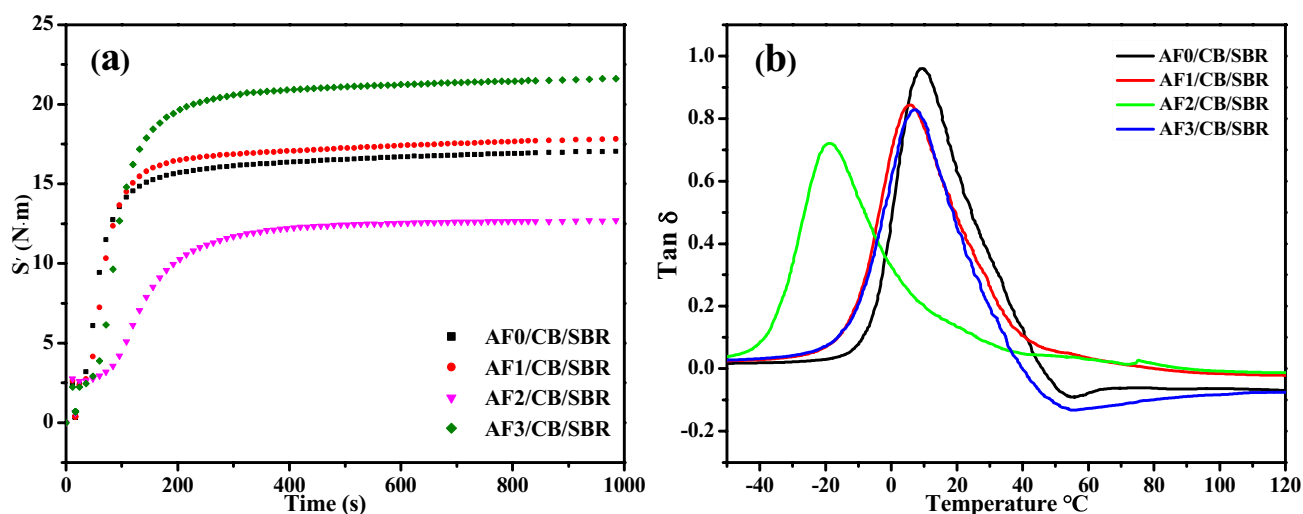 (a)
S' (N·m)
25
20
15
10
5
0
AF0/CB/SBR
AF1/CB/SBR
AF2/CB/SBR
AF3/CB/SBR
0 200 400 600 800 1000
Time (s)
(b)
Tan δ
1.0
0.8
0.6
0.4
0.2
0.0
-0.2
AF0/CB/SBR
AF1/CB/SBR
AF2/CB/SBR
AF3/CB/SBR
-40 -20 0 20 40 60 80 100 120
Temperature °C